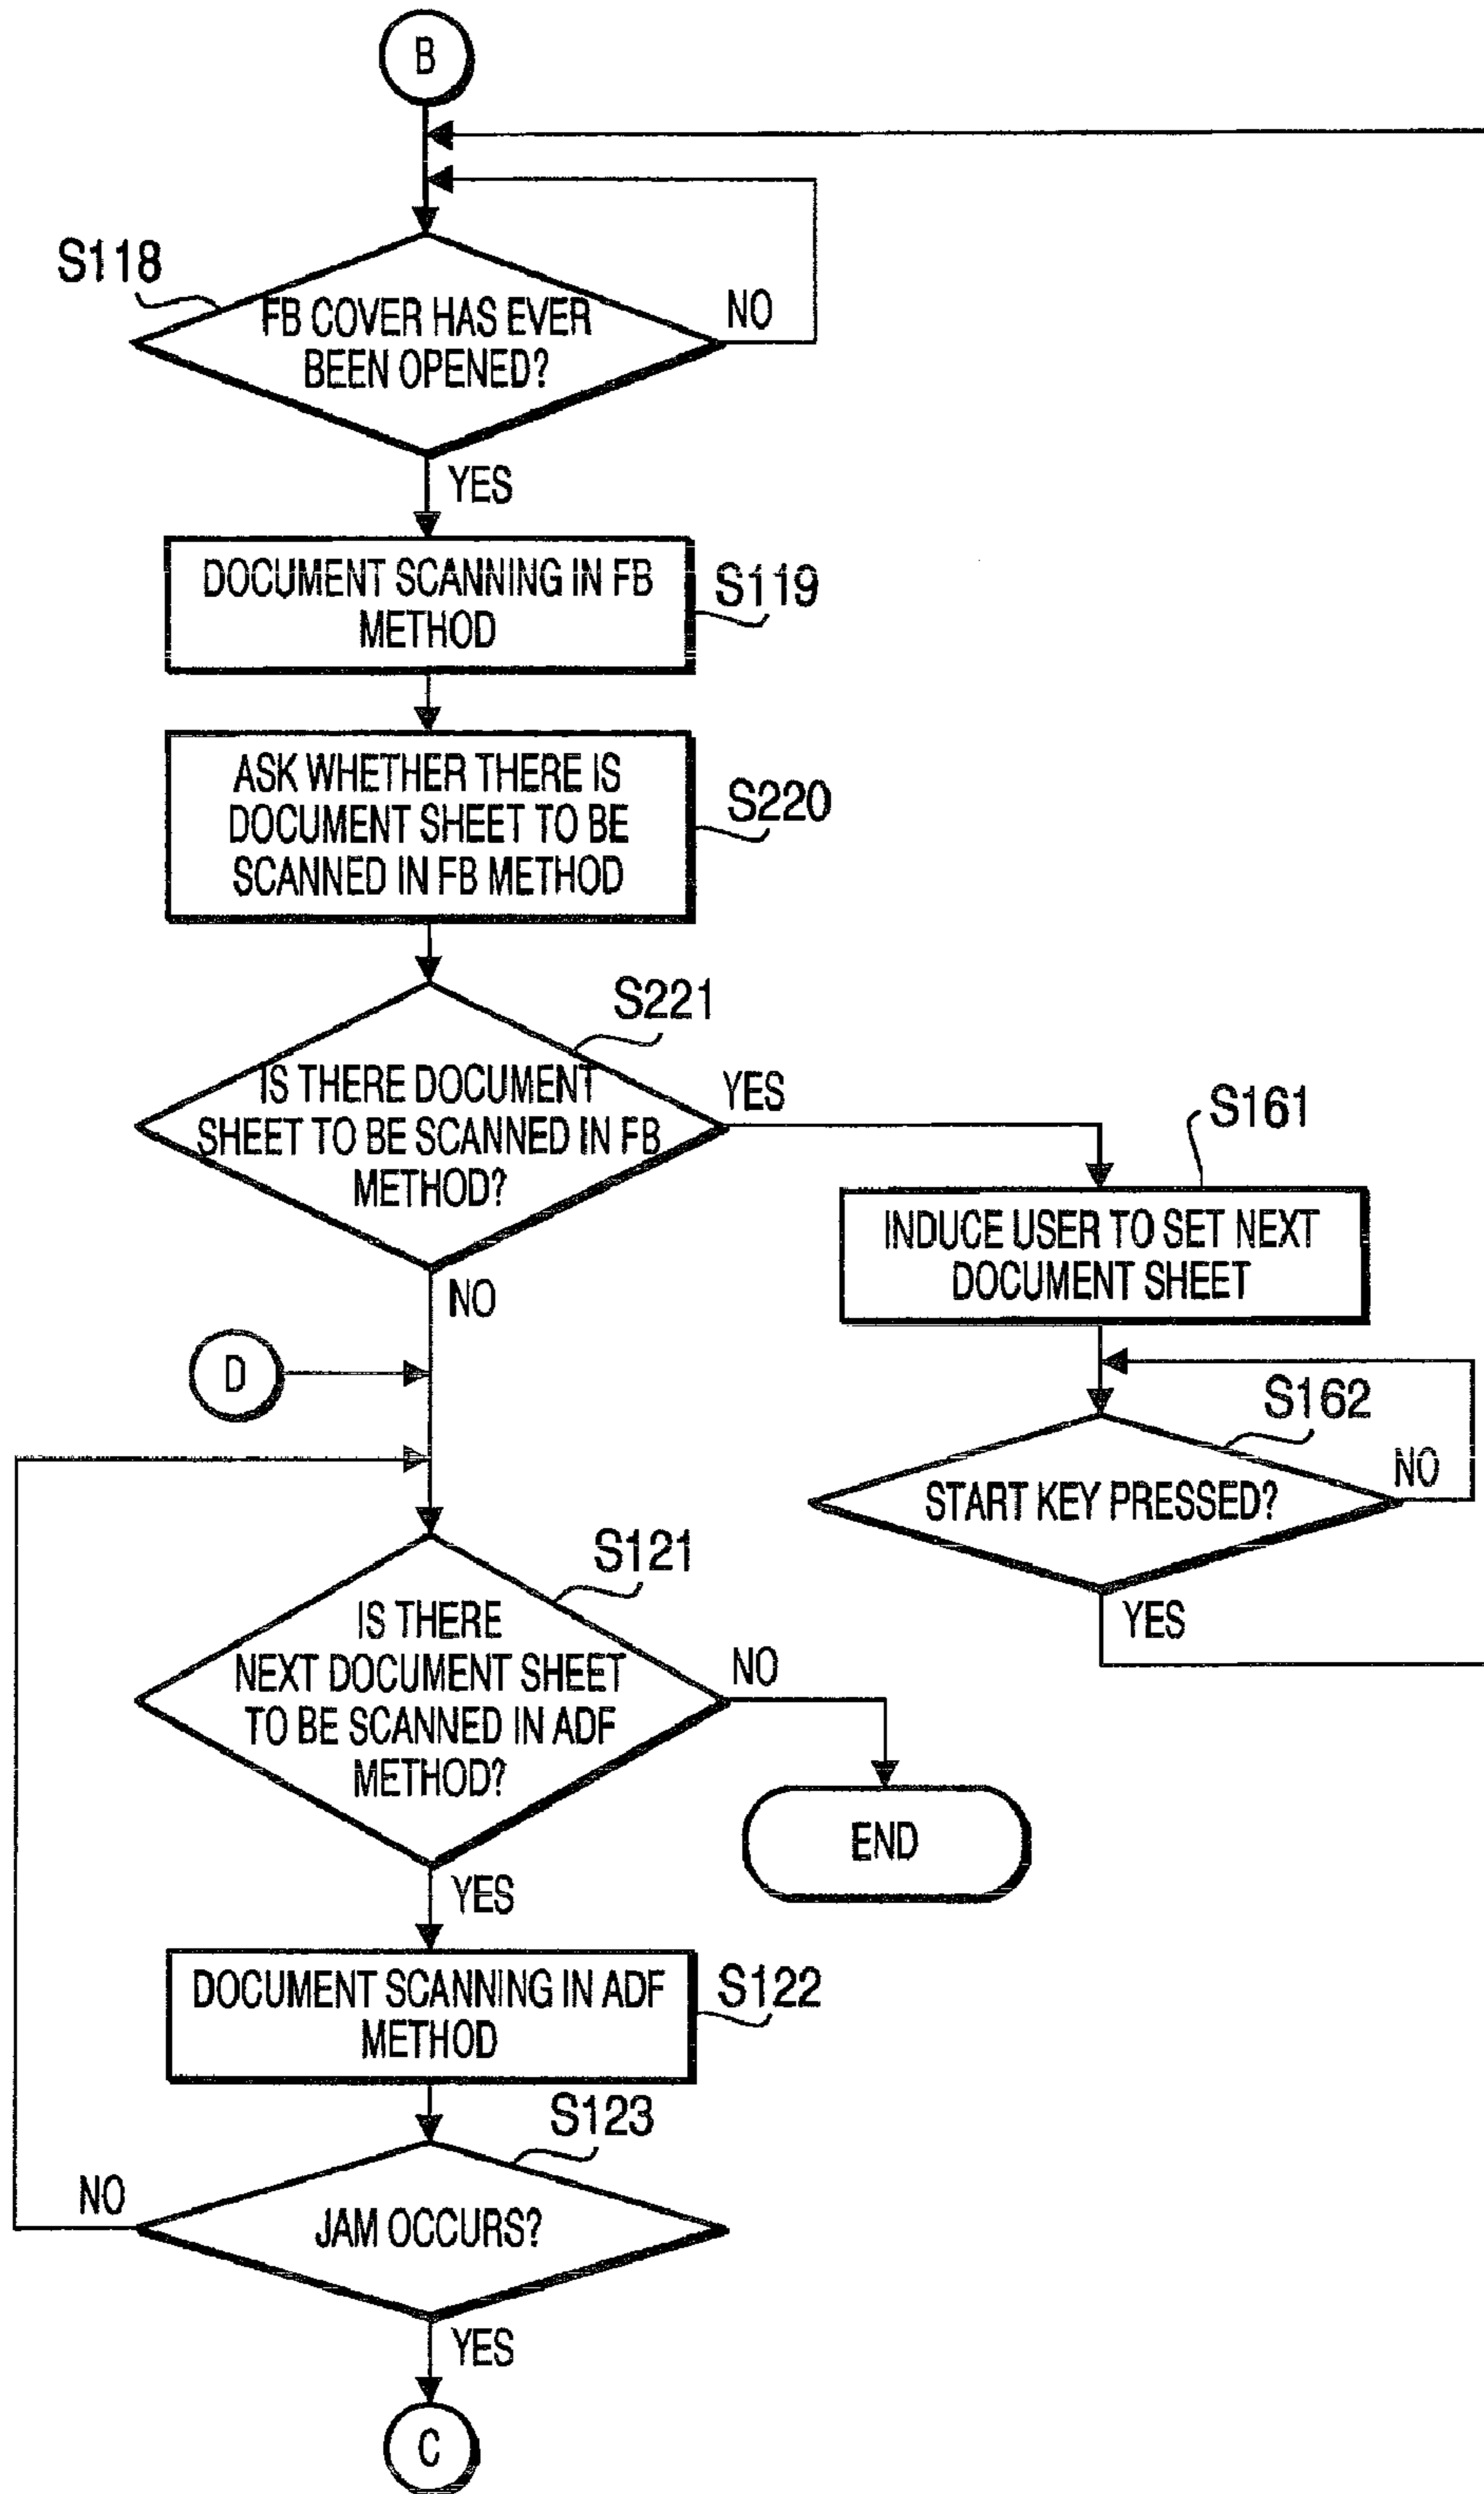 B
S118
FB COVER HAS EVER
BEEN OPENED?
NO
YES
DOCUMENT SCANNING IN FB
METHOD
S119
ASK WHETHER THERE IS
DOCUMENT SHEET TO BE
SCANNED IN FB METHOD
S220
S221
IS THERE DOCUMENT
SHEET TO BE SCANNED IN FB
METHOD?
YES
NO
S161
INDUCE USER TO SET NEXT
DOCUMENT SHEET
D
S162
START KEY PRESSED?
NO
YES
S121
IS THERE
NEXT DOCUMENT SHEET
TO BE SCANNED IN ADF
METHOD?
NO
END
YES
DOCUMENT SCANNING IN ADF
METHOD
S122
S123
JAM OCCURS?
NO
YES
C